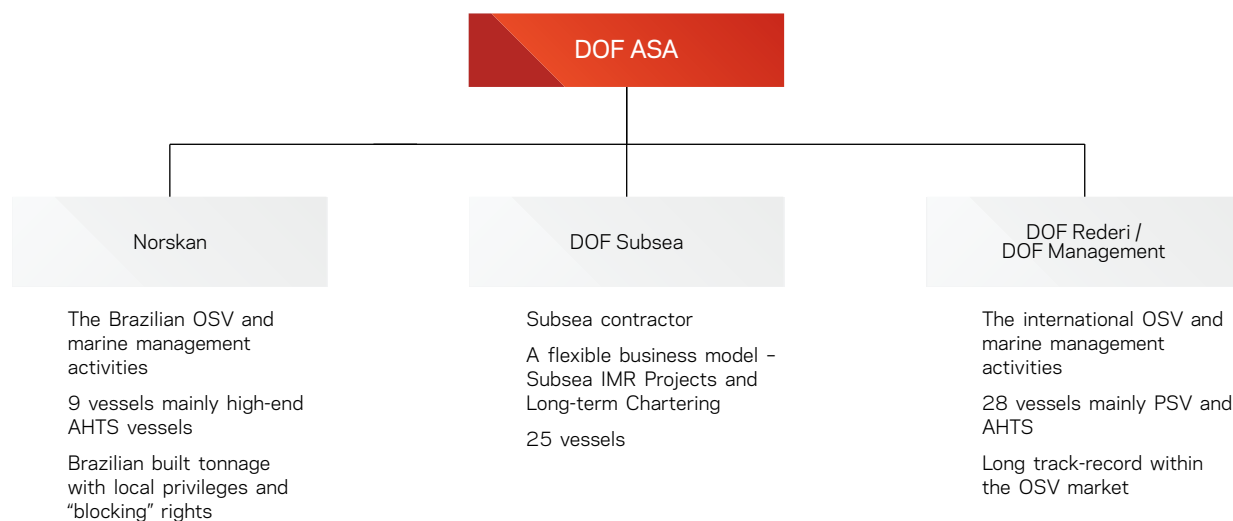 DOF ASA
Norskan
The Brazilian OSV and
marine management
activities
9 vessels mainly high-end
AHTS vessels
Brazilian built tonnage
with local privileges and
“blocking” rights
DOF Subsea
Subsea contractor
A flexible business model –
Subsea IMR Projects and
Long-term Chartering
25 vessels
DOF Rederi /
DOF Management
The international OSV and
marine management
activities
28 vessels mainly PSV and
AHTS
Long track-record within
the OSV market